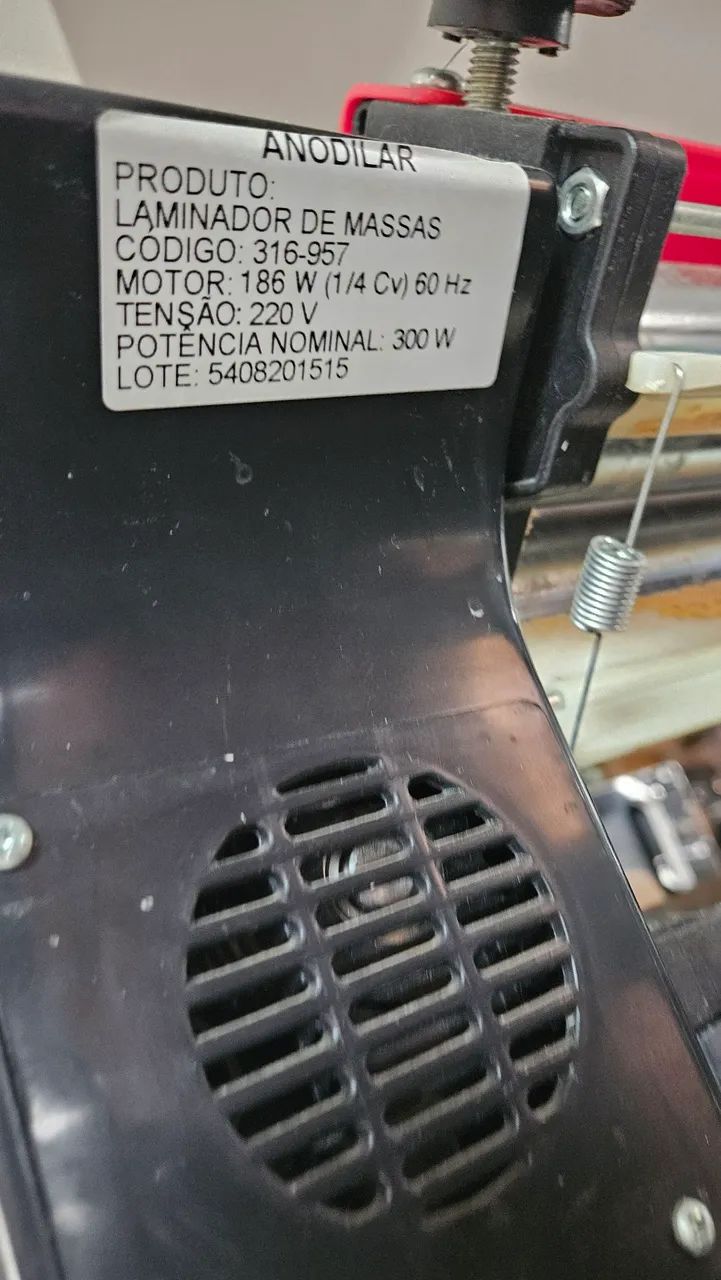 ANODILAR
PRODUTO:
LAMINADOR DE MASSAS
CÓDIGO: 316-957
MOTOR: 186 W (1/4 Cv) 60 Hz
TENSÃO: 220 V
POTÊNCIA NOMINAL: 300 W
LOTE: 5408201515